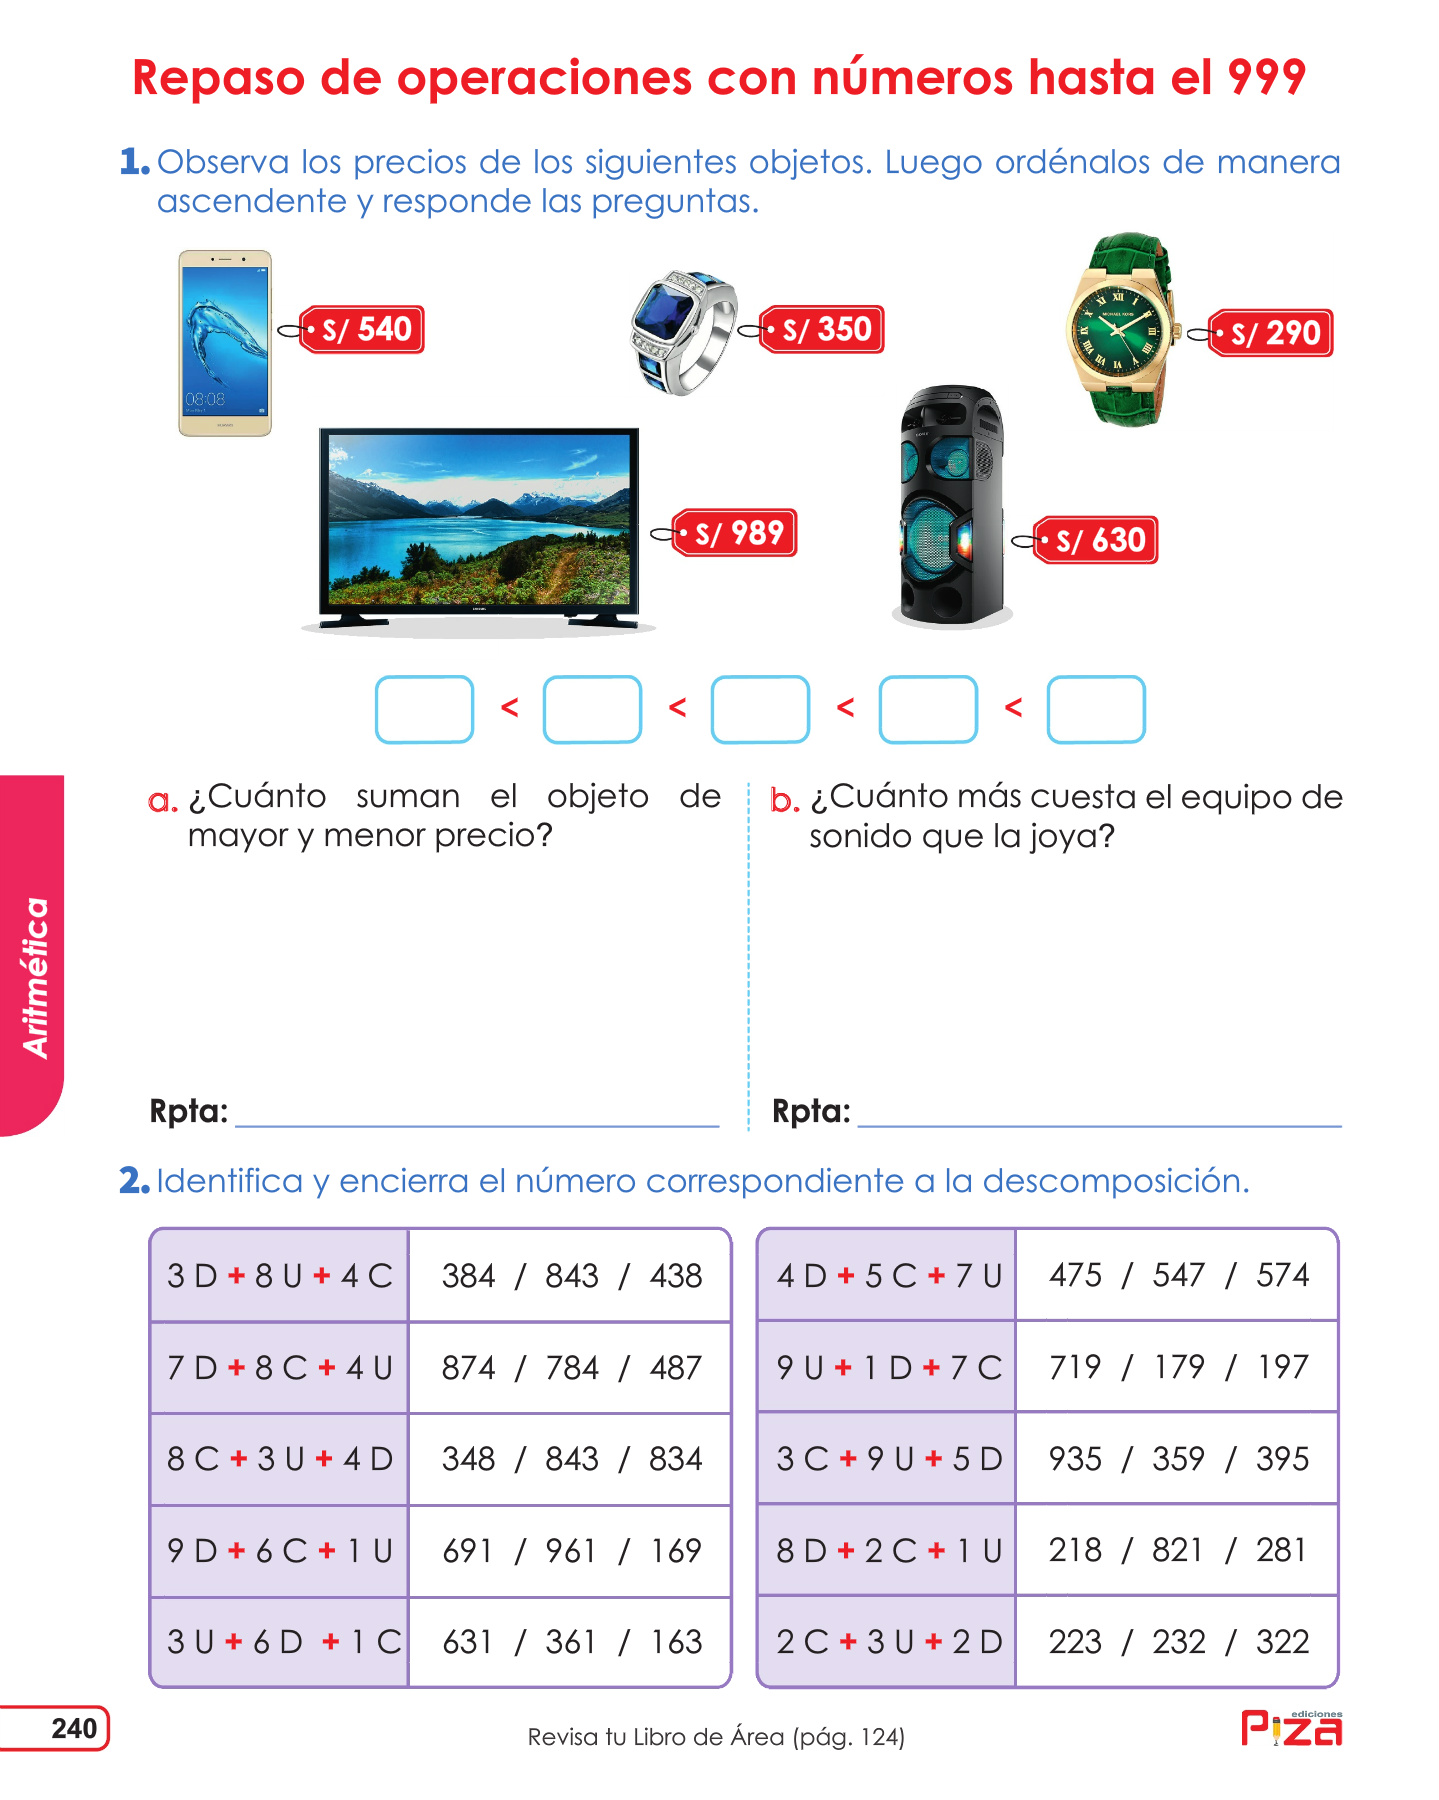 Repaso de operaciones con números hasta el 999
1. Observa los precios de los siguientes objetos. Luego ordénalos de manera
ascendente y responde las preguntas.
S/ 540
S/ 350
S/ 290
S/ 989
S/ 630
08:08
HUAWEI
MICHAEL KORS
SONY
< < < <
a. ¿Cuánto suman el objeto de
mayor y menor precio?
Rpta:
b. ¿Cuánto más cuesta el equipo de
sonido que la joya?
Rpta:
Aritmética
2. Identifica y encierra el número correspondiente a la descomposición.
3 D + 8 U + 4 C 384 / 843 / 438
7 D + 8 C + 4 U 874 / 784 / 487
8 C + 3 U + 4 D 348 / 843 / 834
9 D + 6 C + 1 U 691 / 961 / 169
3 U + 6 D + 1 C 631 / 361 / 163
4 D + 5 C + 7 U 475 / 547 / 574
9 U + 1 D + 7 C 719 / 179 / 197
3 C + 9 U + 5 D 935 / 359 / 395
8 D + 2 C + 1 U 218 / 821 / 281
2 C + 3 U + 2 D 223 / 232 / 322
240
Revisa tu Libro de Área (pág. 124)
ediciones
Piza